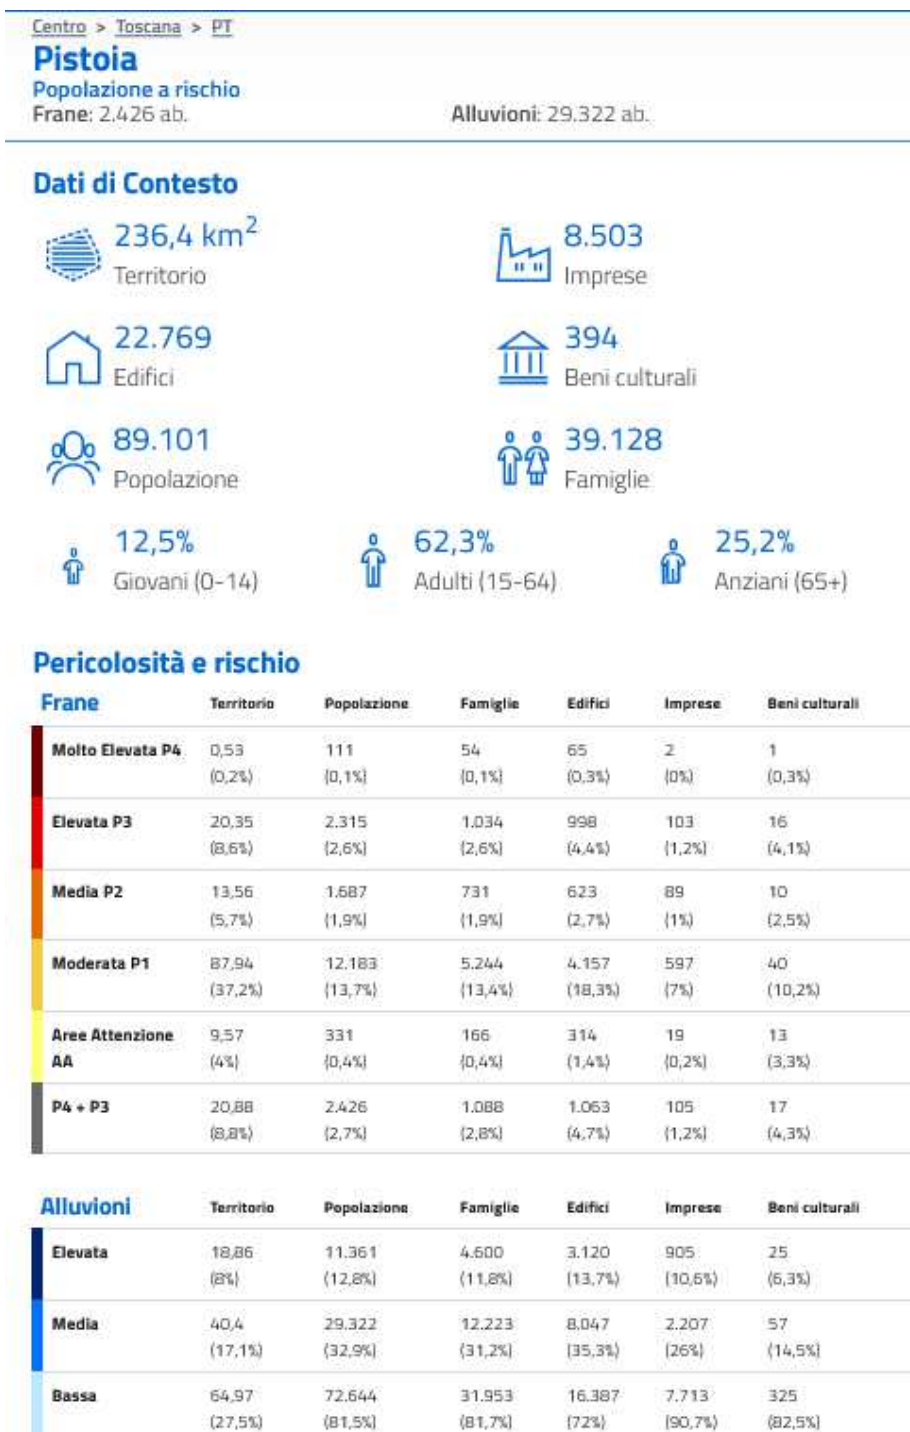 Centro > Toscana > PT
Pistoia
Popolazione a rischio
Frane: 2.426 ab. Alluvioni: 29.322 ab.
Dati di Contesto
236,4 km² 8.503
Territorio Imprese
22.769 394
Edifici Beni culturali
89.101 39.128
Popolazione Famiglie
12,5% 62,3% 25,2%
Giovani (0-14) Adulti (15-64) Anziani (65+)
Pericolosità e rischio
Frane Territorio Popolazione Famiglie Edifici Imprese Beni culturali
Molto Elevata P4 0,53 111 54 65 2 1
(0,2%) (0,1%) (0,1%) (0,3%) (0%) (0,3%)
Elevata P3 20,35 2.315 1.034 998 103 16
(8,6%) (2,6%) (2,6%) (4,4%) (1,2%) (4,1%)
Media P2 13,56 1.687 731 623 89 10
(5,7%) (1,9%) (1,9%) (2,7%) (1%) (2,5%)
Moderata P1 87,94 12.183 5.244 4.157 597 40
(37,2%) (13,7%) (13,4%) (18,3%) (7%) (10,2%)
Aree Attenzione 9,57 331 166 314 19 13
AA (4%) (0,4%) (0,4%) (1,4%) (0,2%) (3,3%)
P4 + P3 20,88 2.426 1.088 1.063 105 17
(8,8%) (2,7%) (2,8%) (4,7%) (1,2%) (4,3%)
Alluvioni Territorio Popolazione Famiglie Edifici Imprese Beni culturali
Elevata 18,86 11.361 4.600 3.120 905 25
(8%) (12,8%) (11,8%) (13,7%) (10,6%) (6,3%)
Media 40,4 29.322 12.223 8.047 2.207 57
(17,1%) (32,9%) (31,2%) (35,3%) (26%) (14,5%)
Bassa 64,97 72.644 31.953 16.387 7.713 325
(27,5%) (81,5%) (81,7%) (72%) (90,7%) (82,5%)